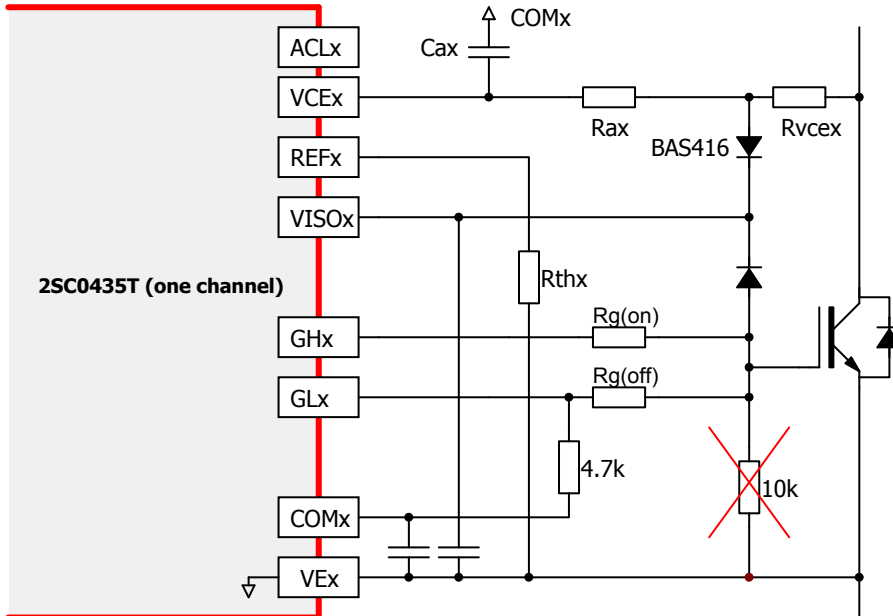 ACLx
COMx
Cax
VCEx
Rax
Rvcex
REFx
BAS416
VISOx
2SC0435T (one channel)
Rthx
GHx
Rg(on)
GLx
Rg(off)
4.7k
10k
COMx
VEx